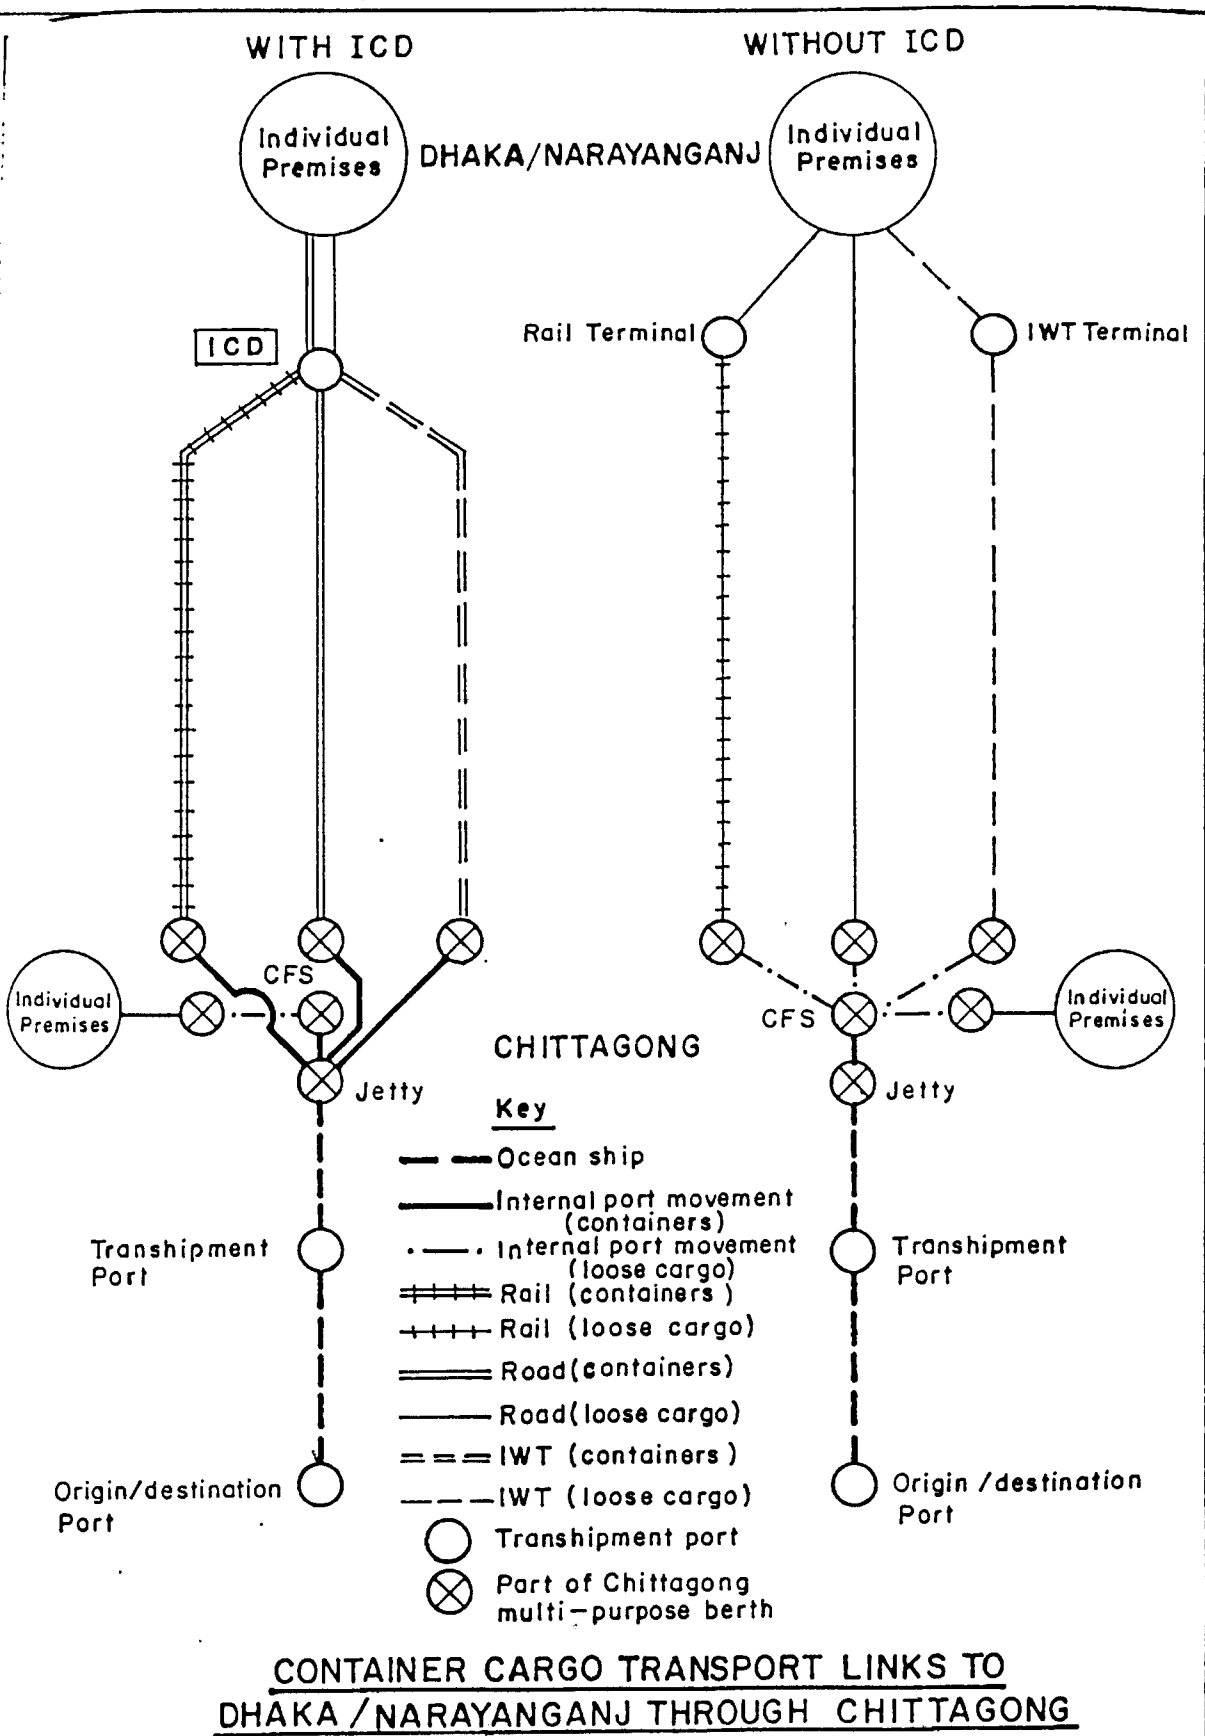 WITH ICD
WITHOUT ICD
Individual
Premises
DHAKA/NARAYANGANJ
Individual
Premises
ICD
Rail Terminal
IWT Terminal
CFS
Individual
Premises
CFS
Individual
Premises
CHITTAGONG
Jetty
Jetty
Key
Ocean ship
Internal port movement
(containers)
Internal port movement
(loose cargo)
Transhipment
Port
Transhipment
Port
Rail (containers)
Rail (loose cargo)
Road (containers)
Road (loose cargo)
IWT (containers)
IWT (loose cargo)
Origin/destination
Port
Origin/destination
Port
Transhipment port
Part of Chittagong
multi-purpose berth
CONTAINER CARGO TRANSPORT LINKS TO
DHAKA/NARAYANGANJ THROUGH CHITTAGONG